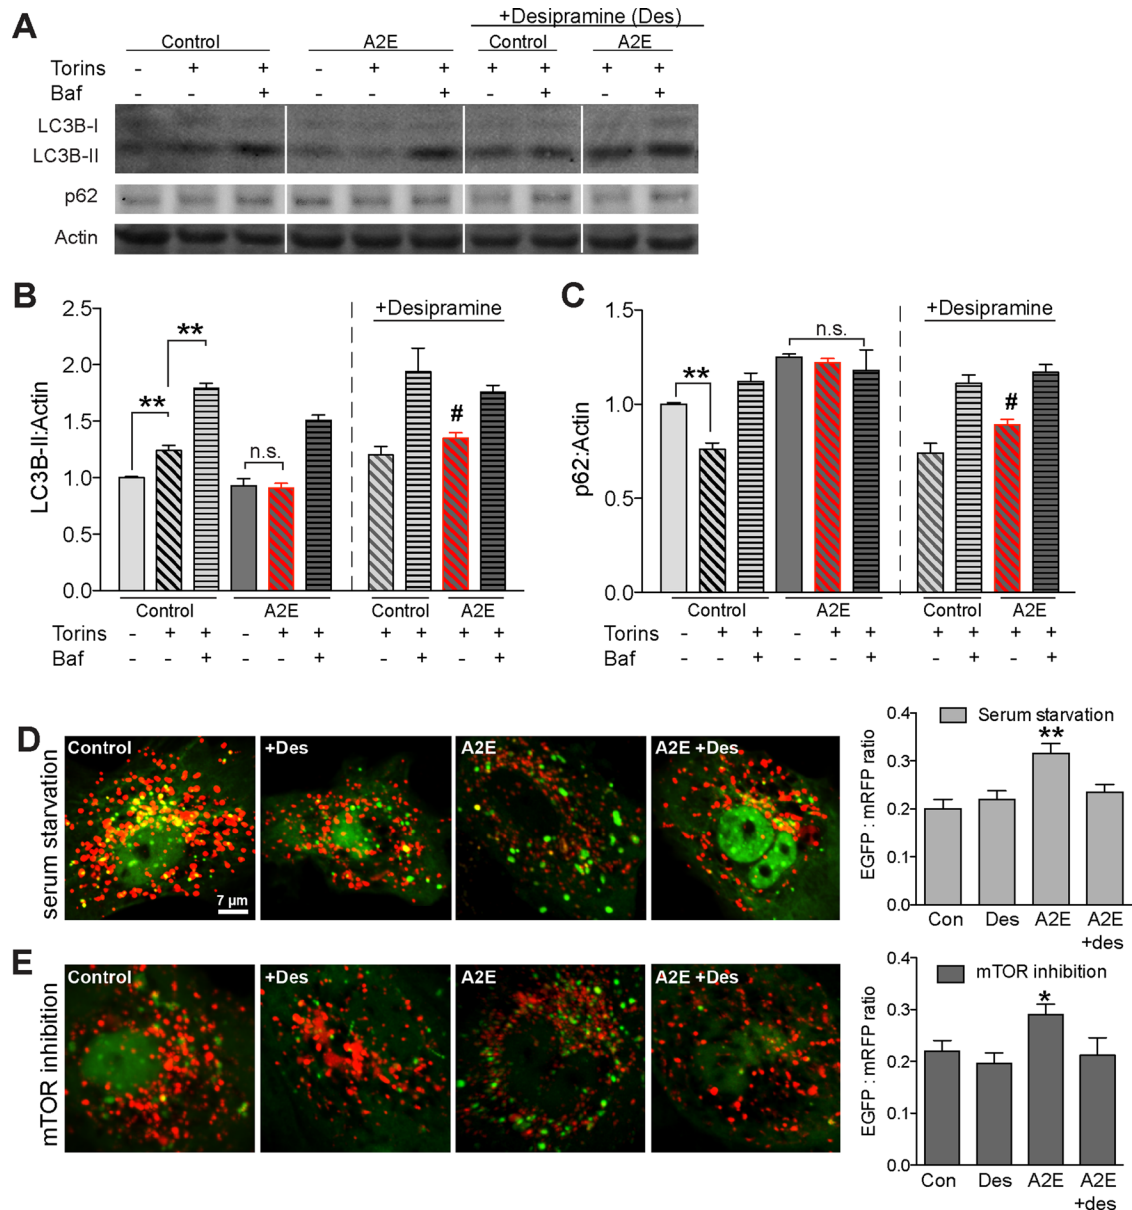 A
+Desipramine (Des)
Control A2E Control A2E
Torins - + + - + + + + + +
Baf - - + - - + - + - +
LC3B-I
LC3B-II
p62
Actin
B
LC3B-II:Actin
2.5
2.0
1.5
1.0
0.5
0.0
** ** n.s. #
+Desipramine
Control A2E Control A2E
Torins - + + - + + + + + +
Baf - - + - - + - + - +
C
p62:Actin
1.5
1.0
0.5
0.0
** n.s. #
+Desipramine
Control A2E Control A2E
Torins - + + - + + + + + +
Baf - - + - - + - + - +
D
serum starvation
Control +Des A2E A2E +Des
7 µm
EGFP : mRFP ratio
0.4
0.3
0.2
0.1
0.0
Serum starvation
**
Con Des A2E A2E
+des
E
mTOR inhibition
Control +Des A2E A2E +Des
EGFP : mRFP ratio
0.4
0.3
0.2
0.1
0.0
mTOR inhibition
*
Con Des A2E A2E
+des